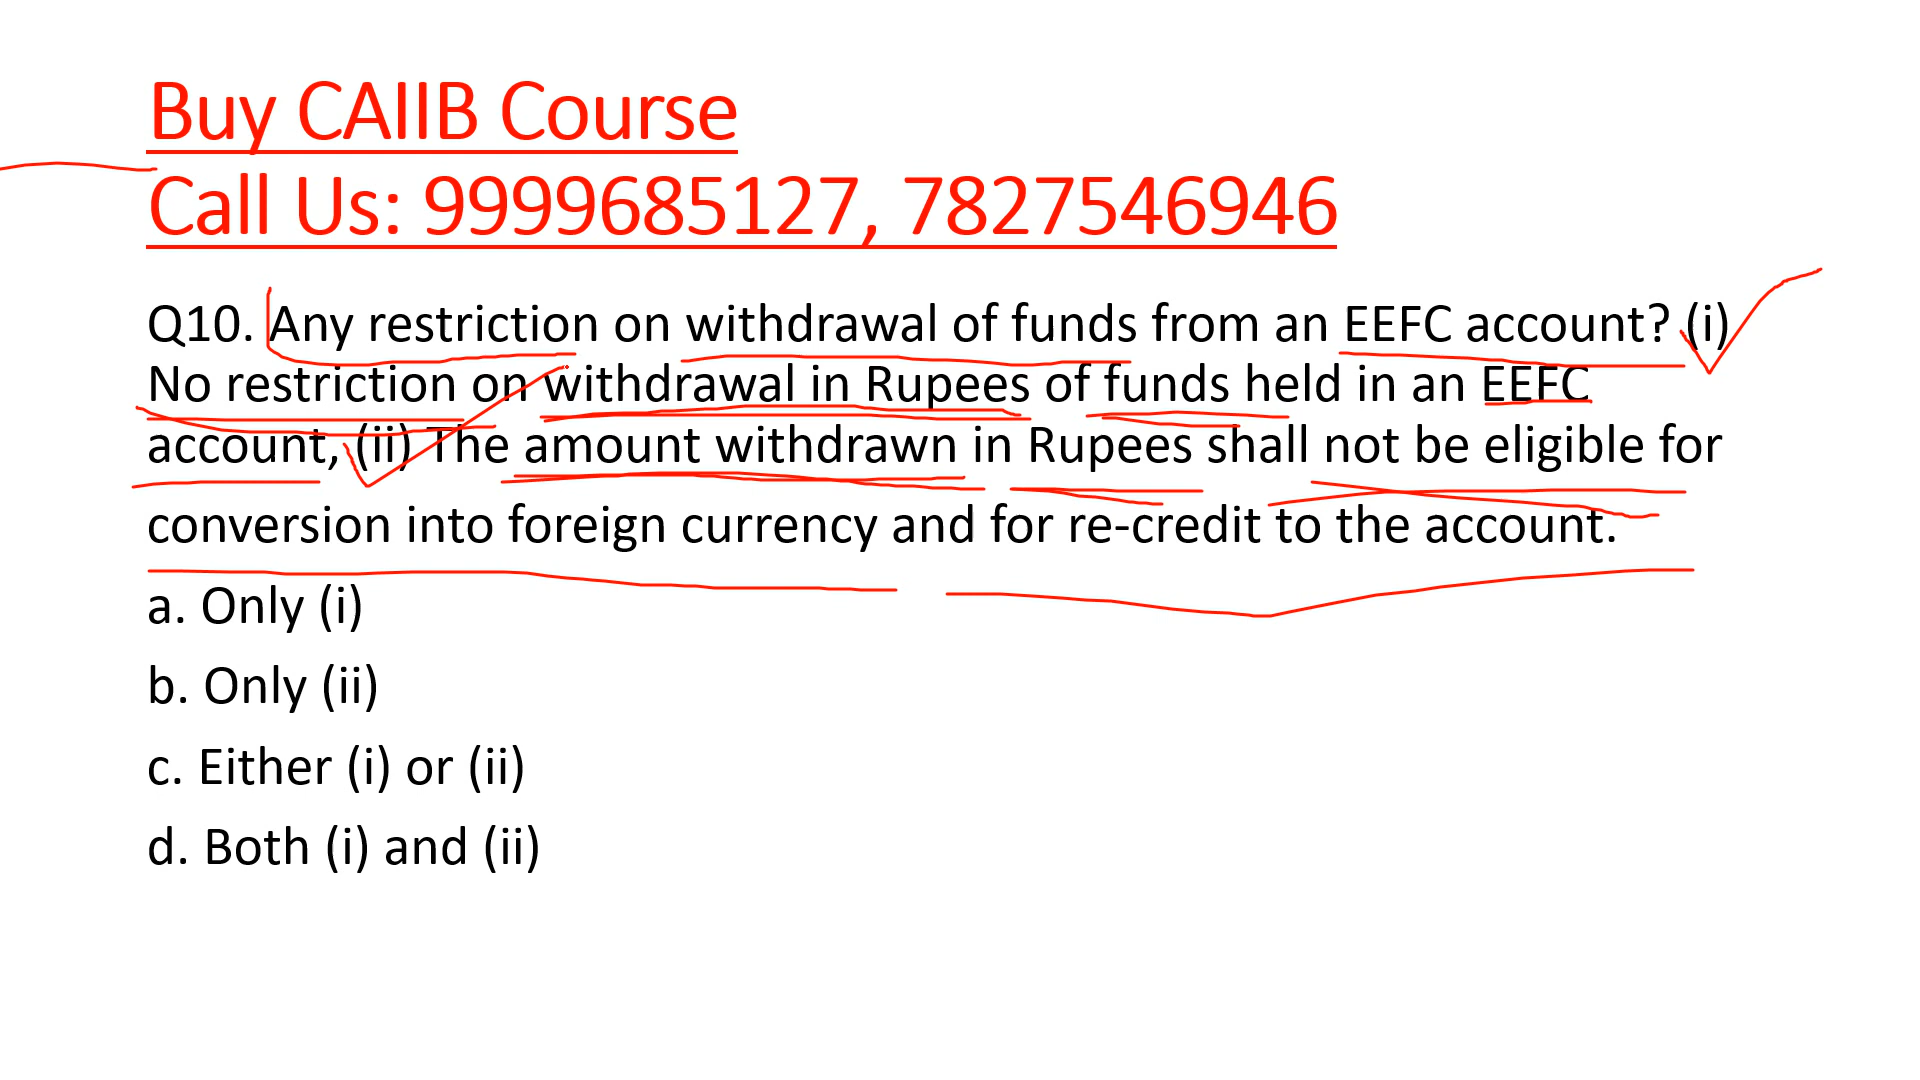 Buy CAIIB Course
Call Us: 9999685127, 7827546946
Q10. Any restriction on withdrawal of funds from an EEFC account? (i)
No restriction on withdrawal in Rupees of funds held in an EEFC
account, (ii) The amount withdrawn in Rupees shall not be eligible for
conversion into foreign currency and for re-credit to the account.
a. Only (i)
b. Only (ii)
c. Either (i) or (ii)
d. Both (i) and (ii)